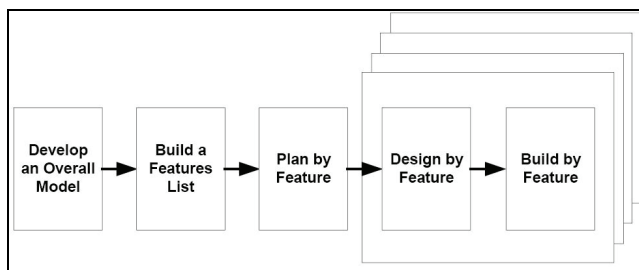 Develop
an Overall
Model
Build a
Features
List
Plan by
Feature
Design by
Feature
Build by
Feature